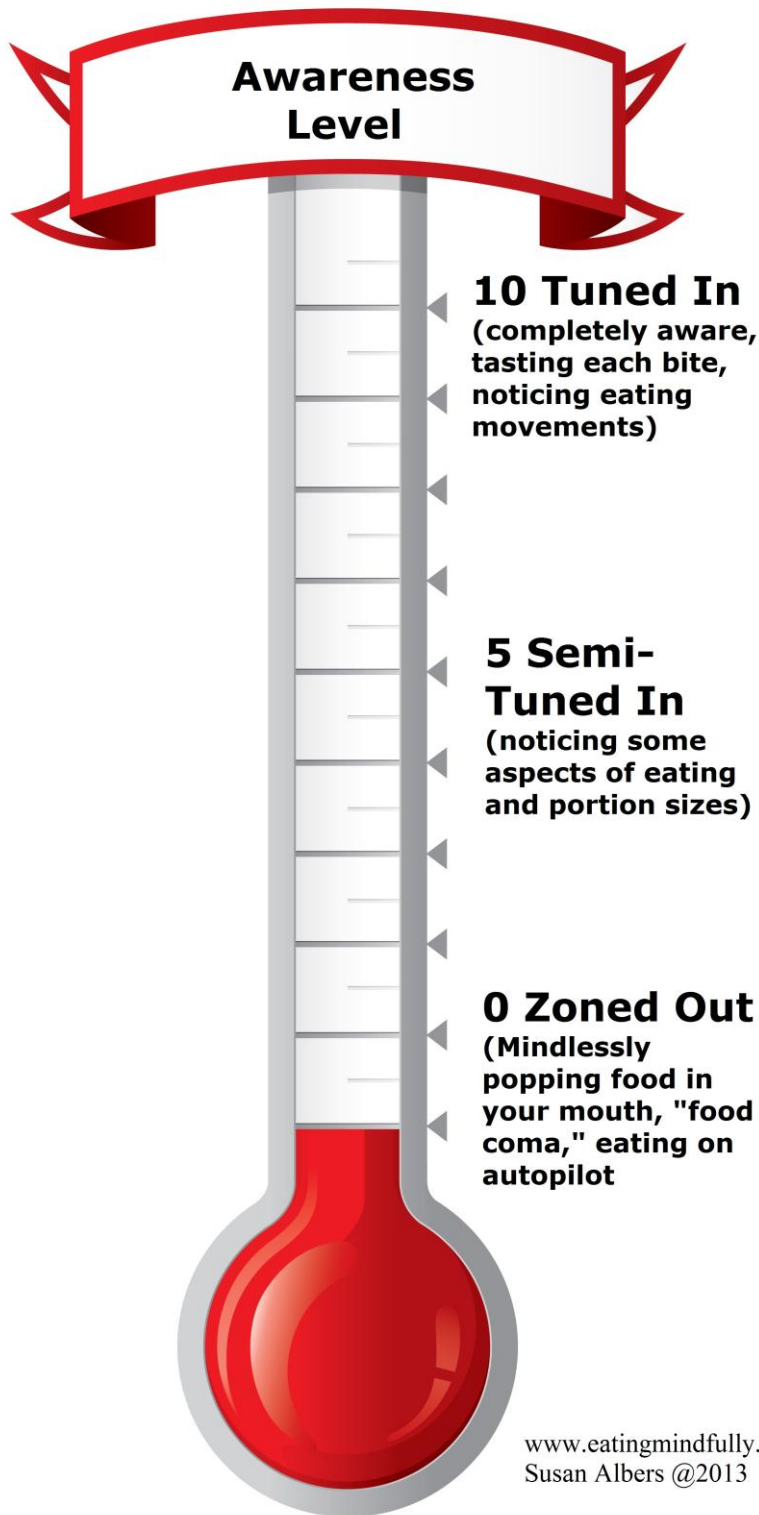 Awareness
Level
10 Tuned In
(completely aware,
tasting each bite,
noticing eating
movements)
5 Semi-
Tuned In
(noticing some
aspects of eating
and portion sizes)
0 Zoned Out
(Mindlessly
popping food in
your mouth, "food
coma," eating on
autopilot
www.eatingmindfully.
Susan Albers @2013